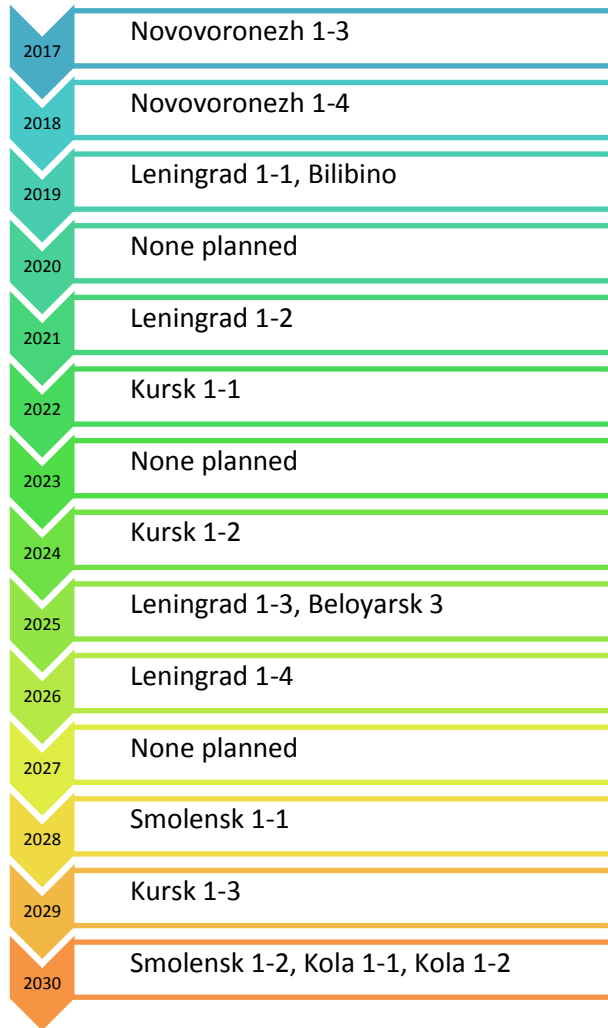 2017
Novovoronezh 1-3
2018
Novovoronezh 1-4
2019
Leningrad 1-1, Bilibino
2020
None planned
2021
Leningrad 1-2
2022
Kursk 1-1
2023
None planned
2024
Kursk 1-2
2025
Leningrad 1-3, Beloyarsk 3
2026
Leningrad 1-4
2027
None planned
2028
Smolensk 1-1
2029
Kursk 1-3
2030
Smolensk 1-2, Kola 1-1, Kola 1-2